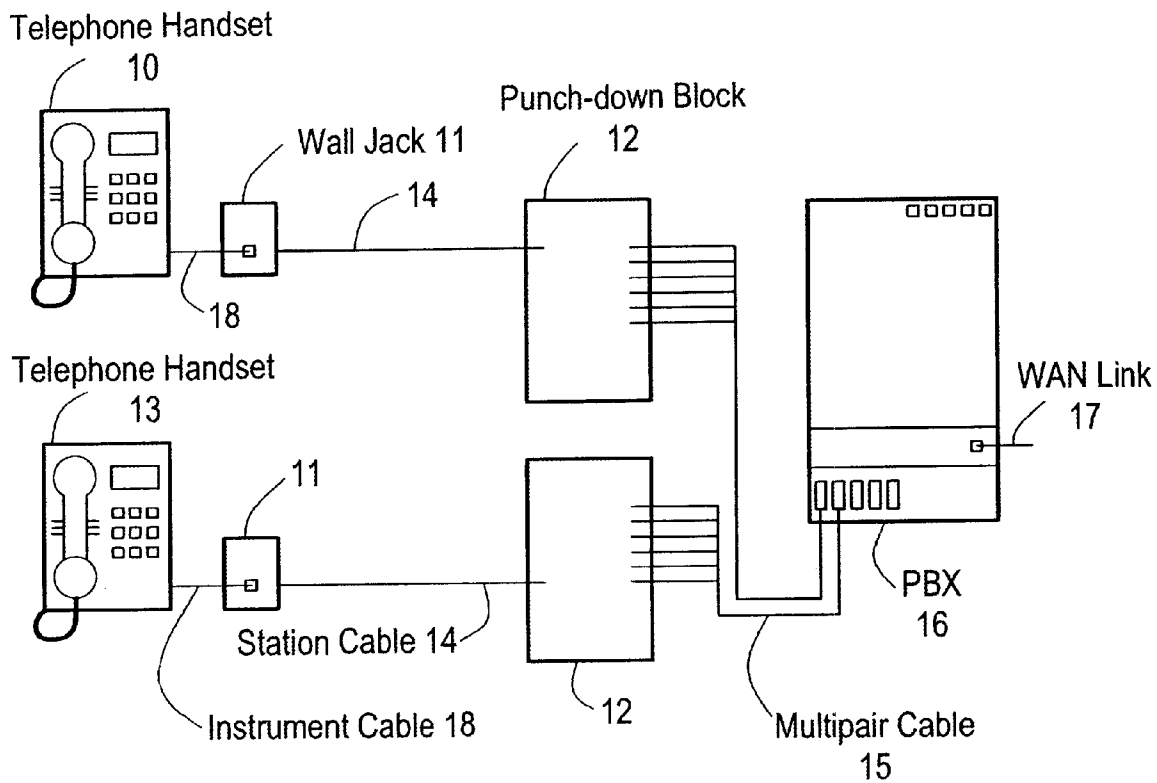 Telephone Handset
10
Punch-down Block
12
Wall Jack 11
14
18
WAN Link
17
Telephone Handset
13
11
PBX
16
Station Cable 14
12
Instrument Cable 18
Multipair Cable
15